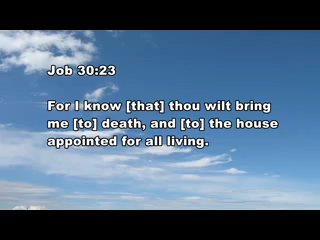 Job 30:23
For I know [that] thou wilt bring
me [to] death, and [to] the house
appointed for all living.